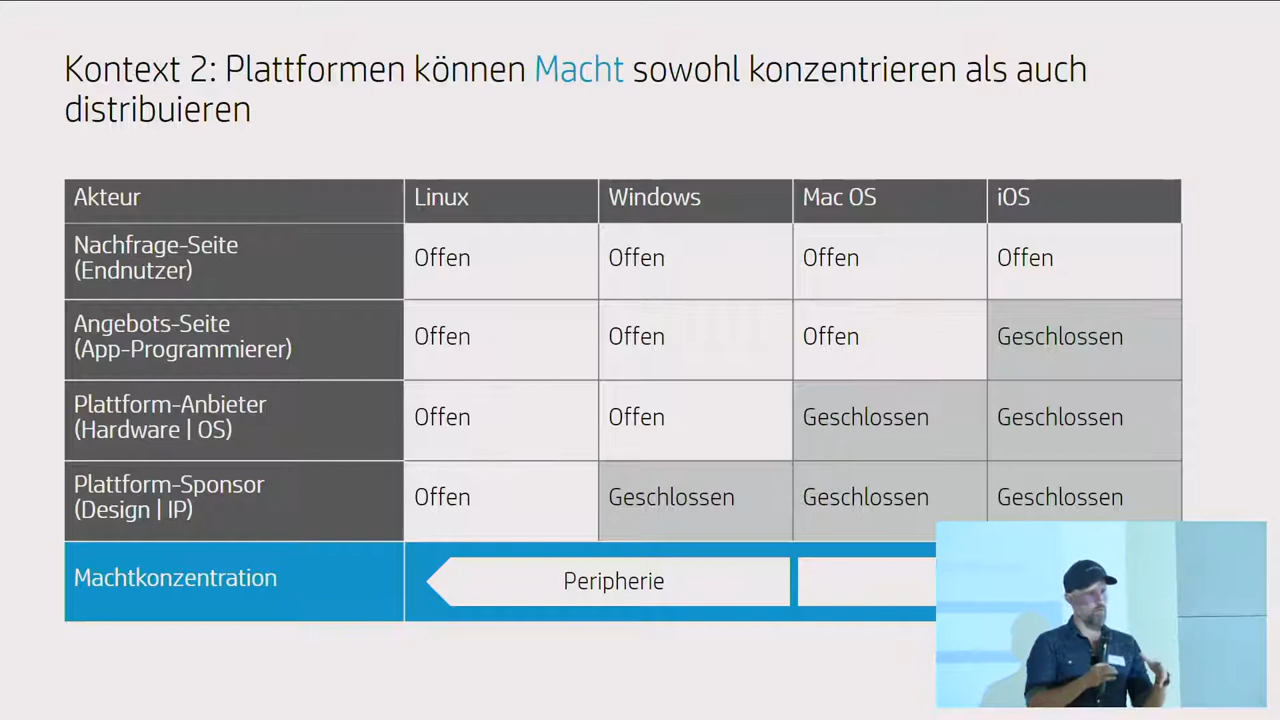 Kontext 2: Plattformen können Macht sowohl konzentrieren als auch
distribuieren
Akteur Linux Windows Mac OS iOS
Nachfrage-Seite
(Endnutzer) Offen Offen Offen Offen
Angebots-Seite
(App-Programmierer) Offen Offen Offen Geschlossen
Plattform-Anbieter
(Hardware | OS) Offen Offen Geschlossen Geschlossen
Plattform-Sponsor
(Design | IP) Offen Geschlossen Geschlossen Geschlossen
Machtkonzentration Peripherie